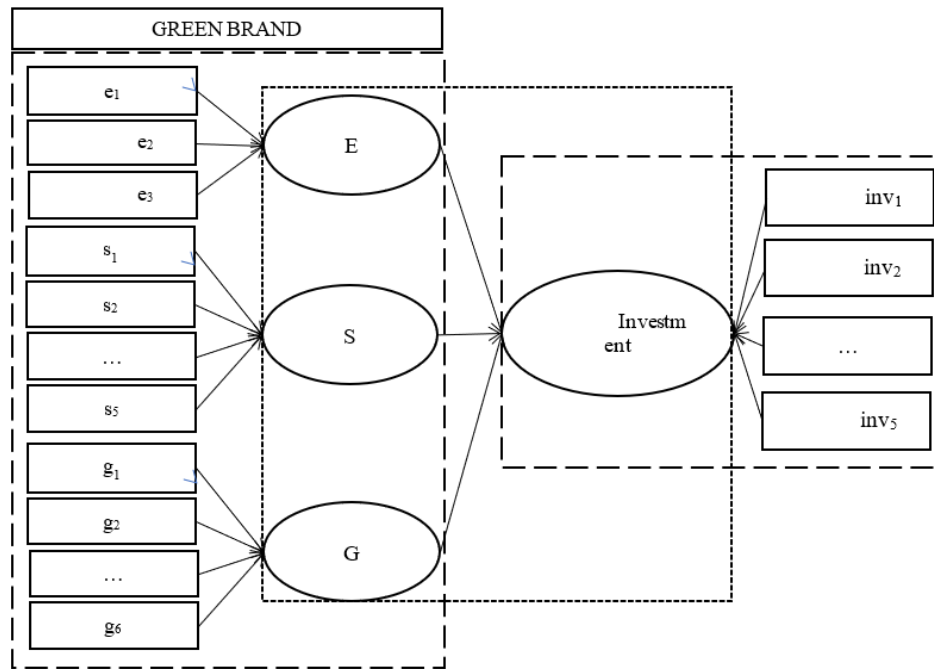 GREEN BRAND
e₁
e₂
e₃
s₁
s₂
…
s₅
g₁
g₂
…
g₆
E
S
G
Investm
ent
inv₁
inv₂
…
inv₅